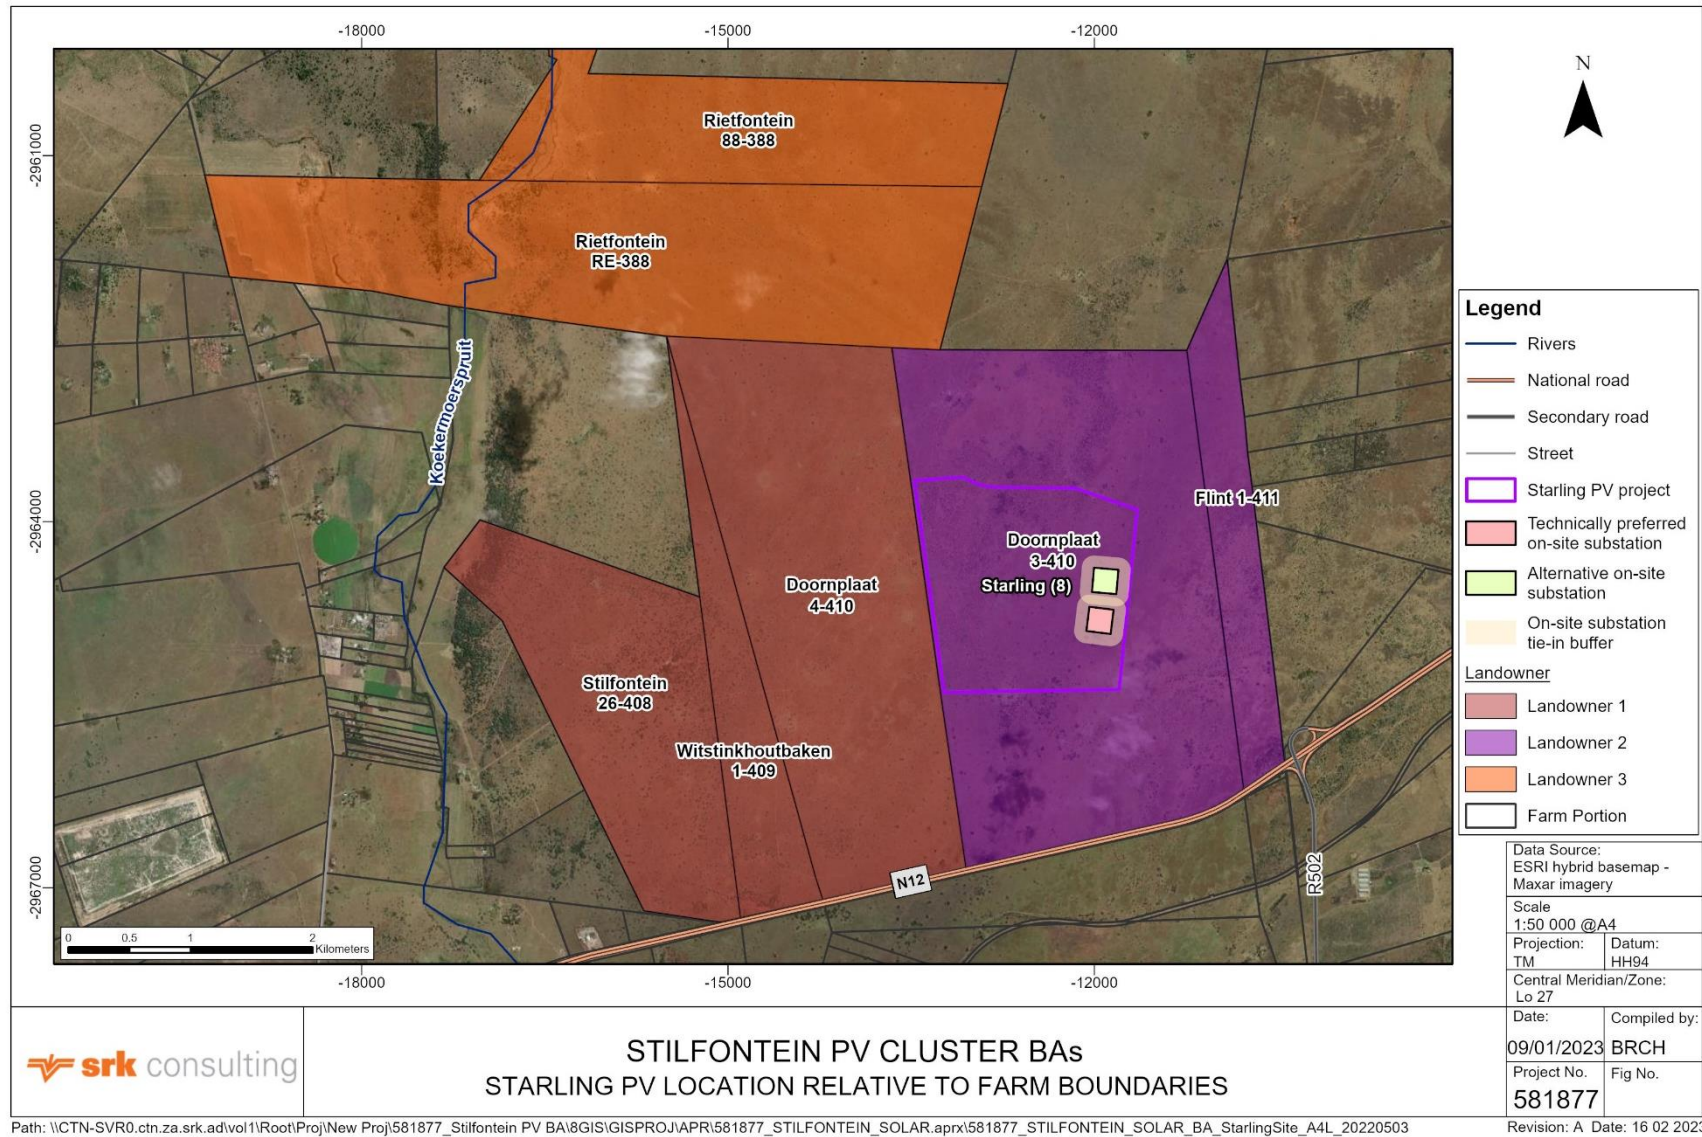 -18000
-15000
-12000
N
-2961000
-2964000
-2967000
Rietfontein
88-388
Rietfontein
RE-388
Koekermoerspruit
Flint 1-411
Doornplaat
3-410
Starling (8)
Doornplaat
4-410
Stilfontein
26-408
Witstinkhoutbaken
1-409
N12
R502
0 0.5 1 2
Kilometers
-18000
-15000
-12000
Legend
Rivers
National road
Secondary road
Street
Starling PV project
Technically preferred
on-site substation
Alternative on-site
substation
On-site substation
tie-in buffer
Landowner
Landowner 1
Landowner 2
Landowner 3
Farm Portion
Data Source:
ESRI hybrid basemap -
Maxar imagery
Scale
1:50 000 @A4
Projection:
TM
Datum:
HH94
Central Meridian/Zone:
Lo 27
Date:
09/01/2023
Compiled by:
BRCH
Project No.
581877
Fig No.
srk consulting
STILFONTEIN PV CLUSTER BAs
STARLING PV LOCATION RELATIVE TO FARM BOUNDARIES
Path: \\CTN-SVR0.ctn.za.srk.ad\vol1\Root\Proj\New Proj\581877_Stilfontein PV BA\8GIS\GISPROJ\APR\581877_STILFONTEIN_SOLAR.aprx\581877_STILFONTEIN_SOLAR_BA_StarlingSite_A4L_20220503
Revision: A Date: 16 02 202